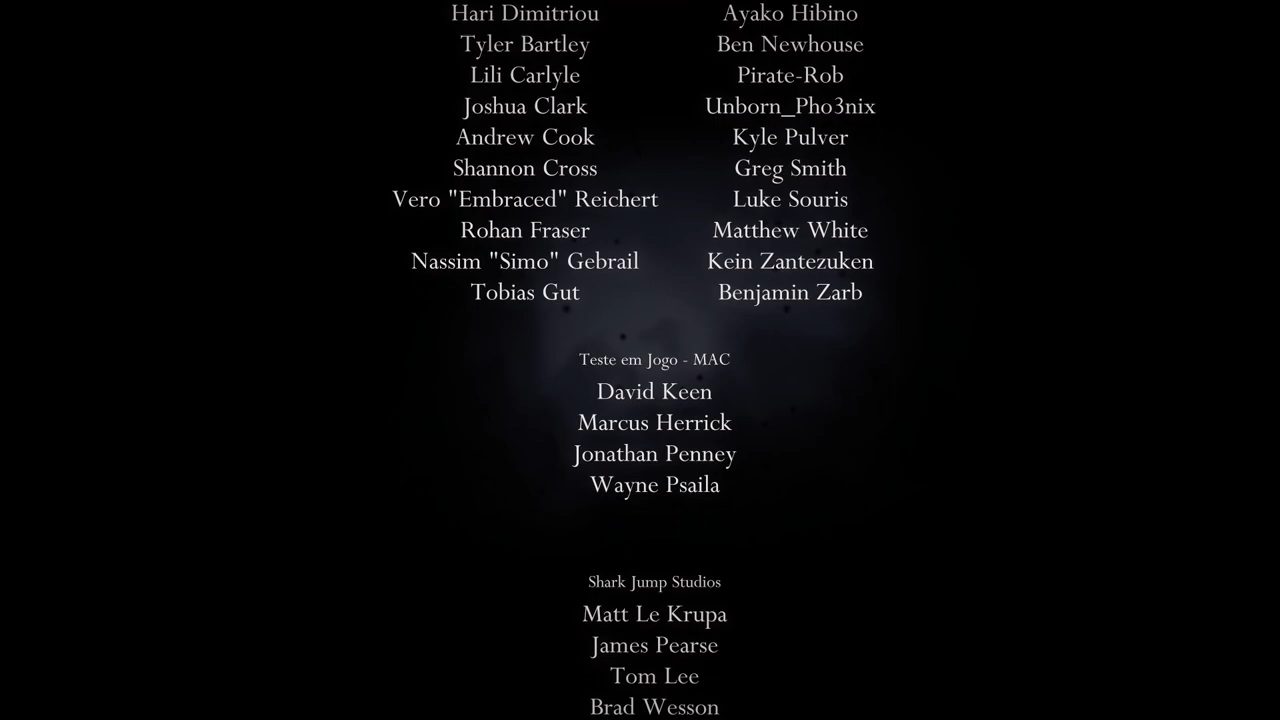 Hari Dimitriou Ayako Hibino
Tyler Bartley Ben Newhouse
Lili Carlyle Pirate-Rob
Joshua Clark Unborn_Pho3nix
Andrew Cook Kyle Pulver
Shannon Cross Greg Smith
Vero "Embraced" Reichert Luke Souris
Rohan Fraser Matthew White
Nassim "Simo" Gebrail Kein Zantezuken
Tobias Gut Benjamin Zarb
Teste em Jogo - MAC
David Keen
Marcus Herrick
Jonathan Penney
Wayne Psaila
Shark Jump Studios
Matt Le Krupa
James Pearse
Tom Lee
Brad Wesson